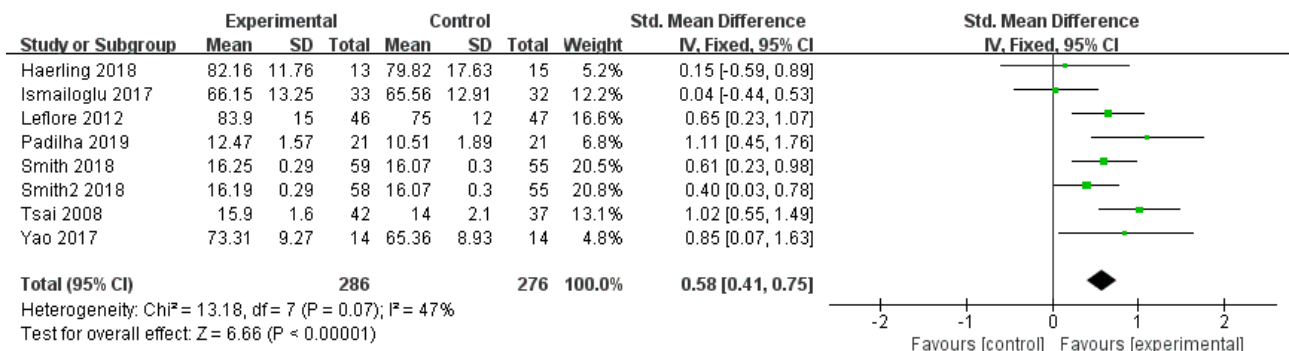 Experimental Control Std. Mean Difference Std. Mean Difference
Study or Subgroup Mean SD Total Mean SD Total Weight IV, Fixed, 95% CI IV, Fixed, 95% CI
Haerling 2018 82.16 11.76 13 79.82 17.63 15 5.2% 0.15 [-0.59, 0.89]
Ismailoglu 2017 66.15 13.25 33 65.56 12.91 32 12.2% 0.04 [-0.44, 0.53]
Leflore 2012 83.9 15 46 75 12 47 16.6% 0.65 [0.23, 1.07]
Padilha 2019 12.47 1.57 21 10.51 1.89 21 6.8% 1.11 [0.45, 1.76]
Smith 2018 16.25 0.29 59 16.07 0.3 55 20.5% 0.61 [0.23, 0.98]
Smith2 2018 16.19 0.29 58 16.07 0.3 55 20.8% 0.40 [0.03, 0.78]
Tsai 2008 15.9 1.6 42 14 2.1 37 13.1% 1.02 [0.55, 1.49]
Yao 2017 73.31 9.27 14 65.36 8.93 14 4.8% 0.85 [0.07, 1.63]
Total (95% CI) 286 276 100.0% 0.58 [0.41, 0.75]
Heterogeneity: Chi² = 13.18, df = 7 (P = 0.07); I² = 47%
Test for overall effect: Z = 6.66 (P < 0.00001)
-2 -1 0 1 2
Favours [control] Favours [experimental]